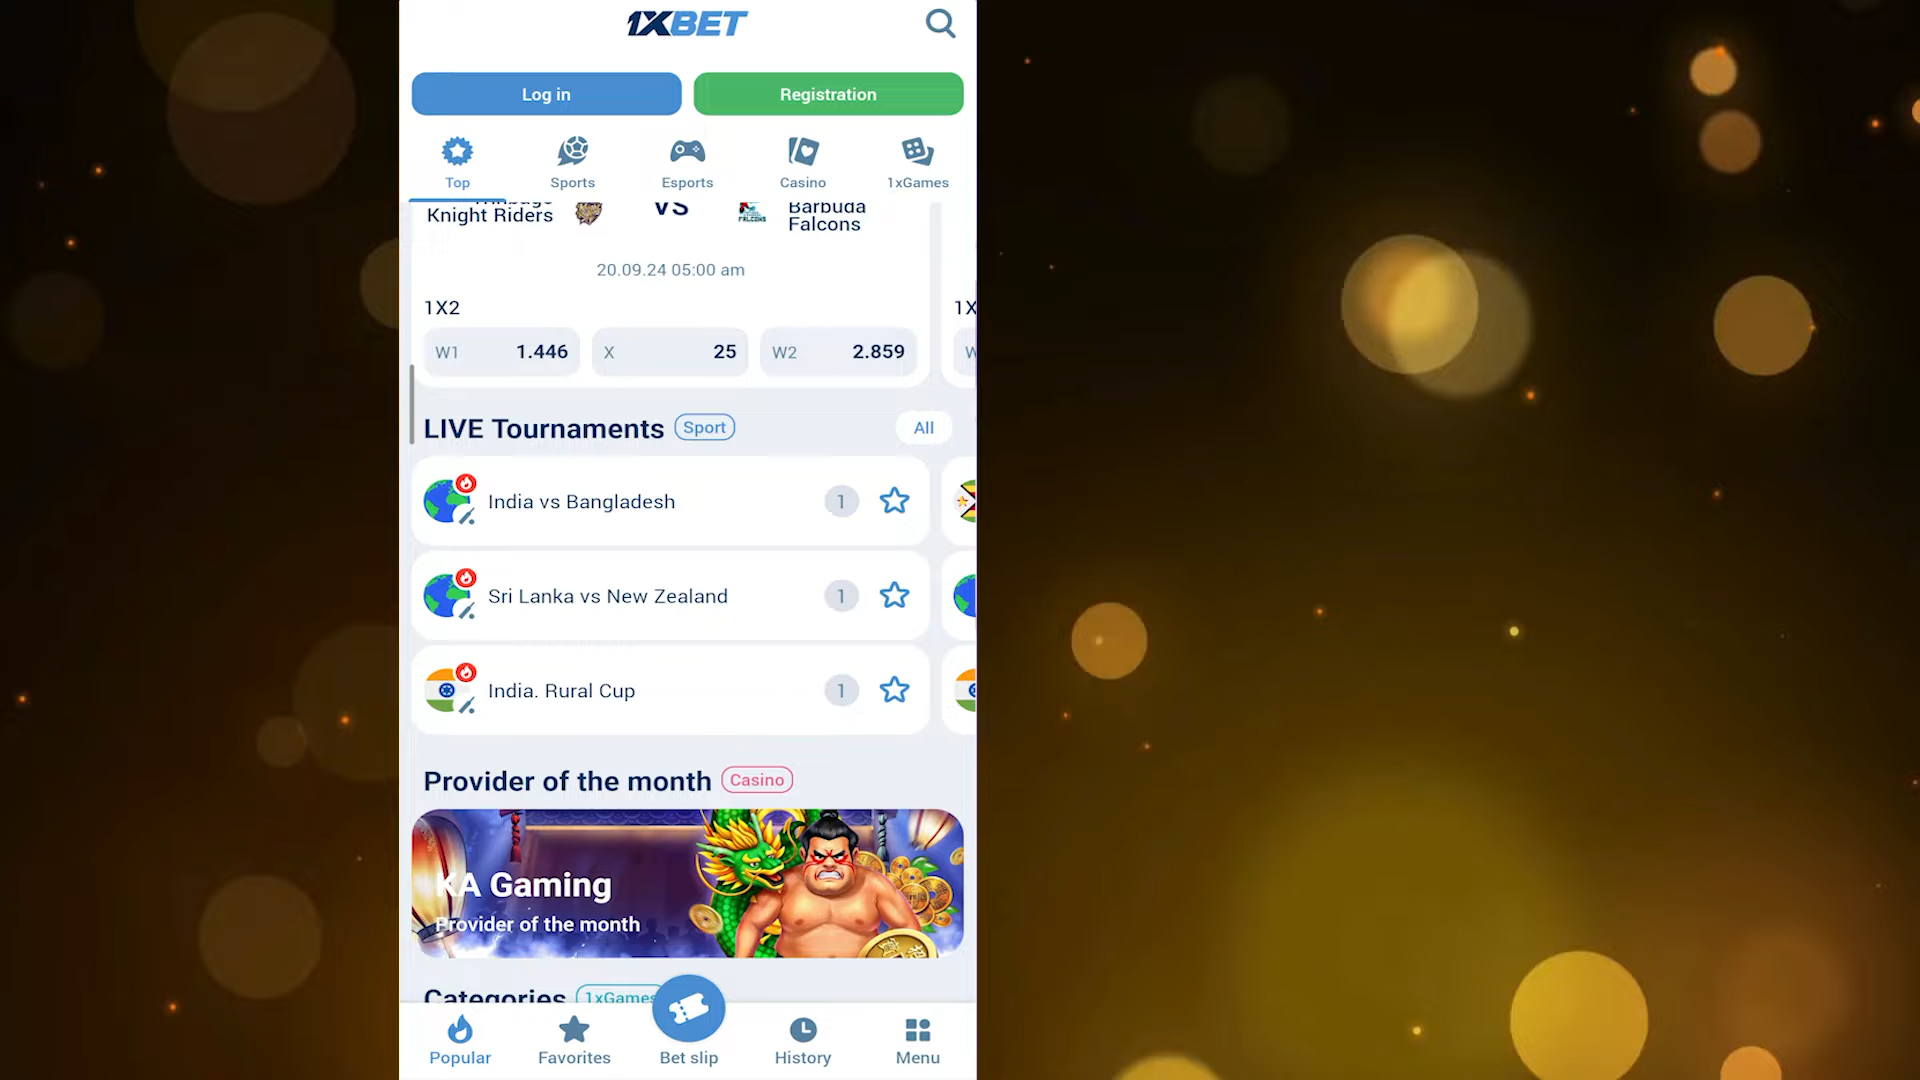 1XBET
Log in
Registration
Top
Sports
Esports
Casino
1xGames
Knight Riders
VS
Barbuda
Falcons
20.09.24 05:00 am
1X2
W1 1.446
X 25
W2 2.859
1X
LIVE Tournaments
Sport
All
India vs Bangladesh
1
Sri Lanka vs New Zealand
1
India. Rural Cup
1
Provider of the month
Casino
KA Gaming
Provider of the month
Categories
1xGames
Popular
Favorites
Bet slip
History
Menu